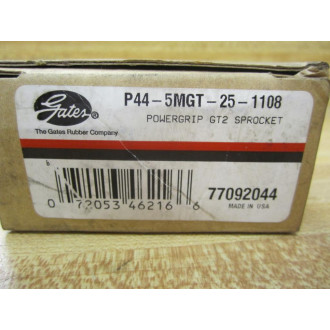 Gates®
The Gates Rubber Company
P44-5MGT-25-1108
POWERGRIP GT2 SPROCKET
0 72053 46216 6
77092044
MADE IN USA